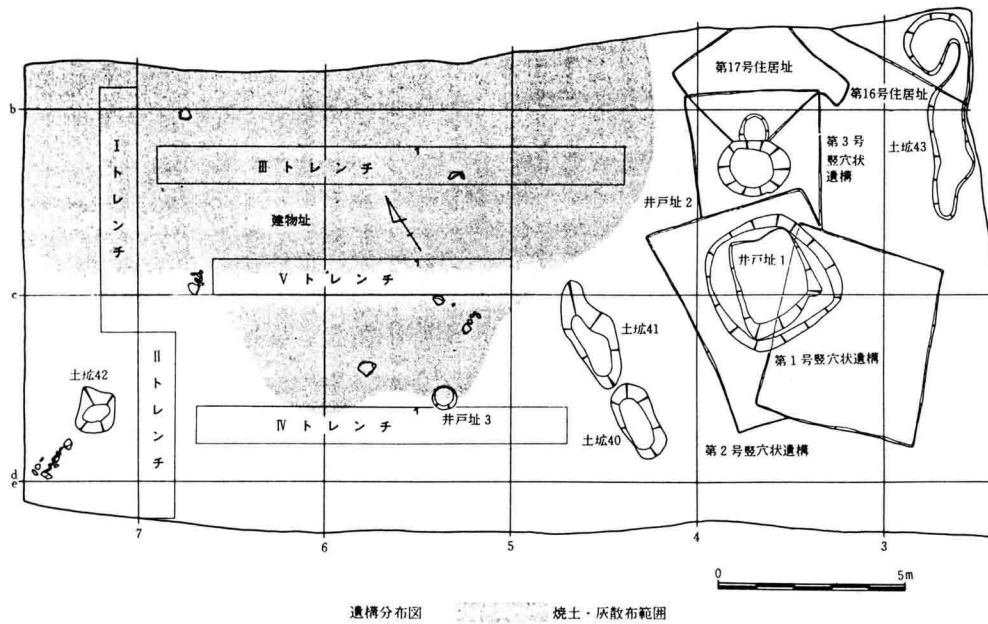 第17号住居址
第16号住居址
b
Ⅰトレンチ
Ⅲトレンチ
第3号
竪穴状
遺構
土坑43
井戸址2
建物址
井戸址1
Ⅴトレンチ
c
土坑41
第1号竪穴状遺構
Ⅱトレンチ
土坑42
Ⅳトレンチ
井戸址3
土坑40
第2号竪穴状遺構
d
e
7
6
5
4
3
0
5m
遺構分布図
焼土・灰散布範囲